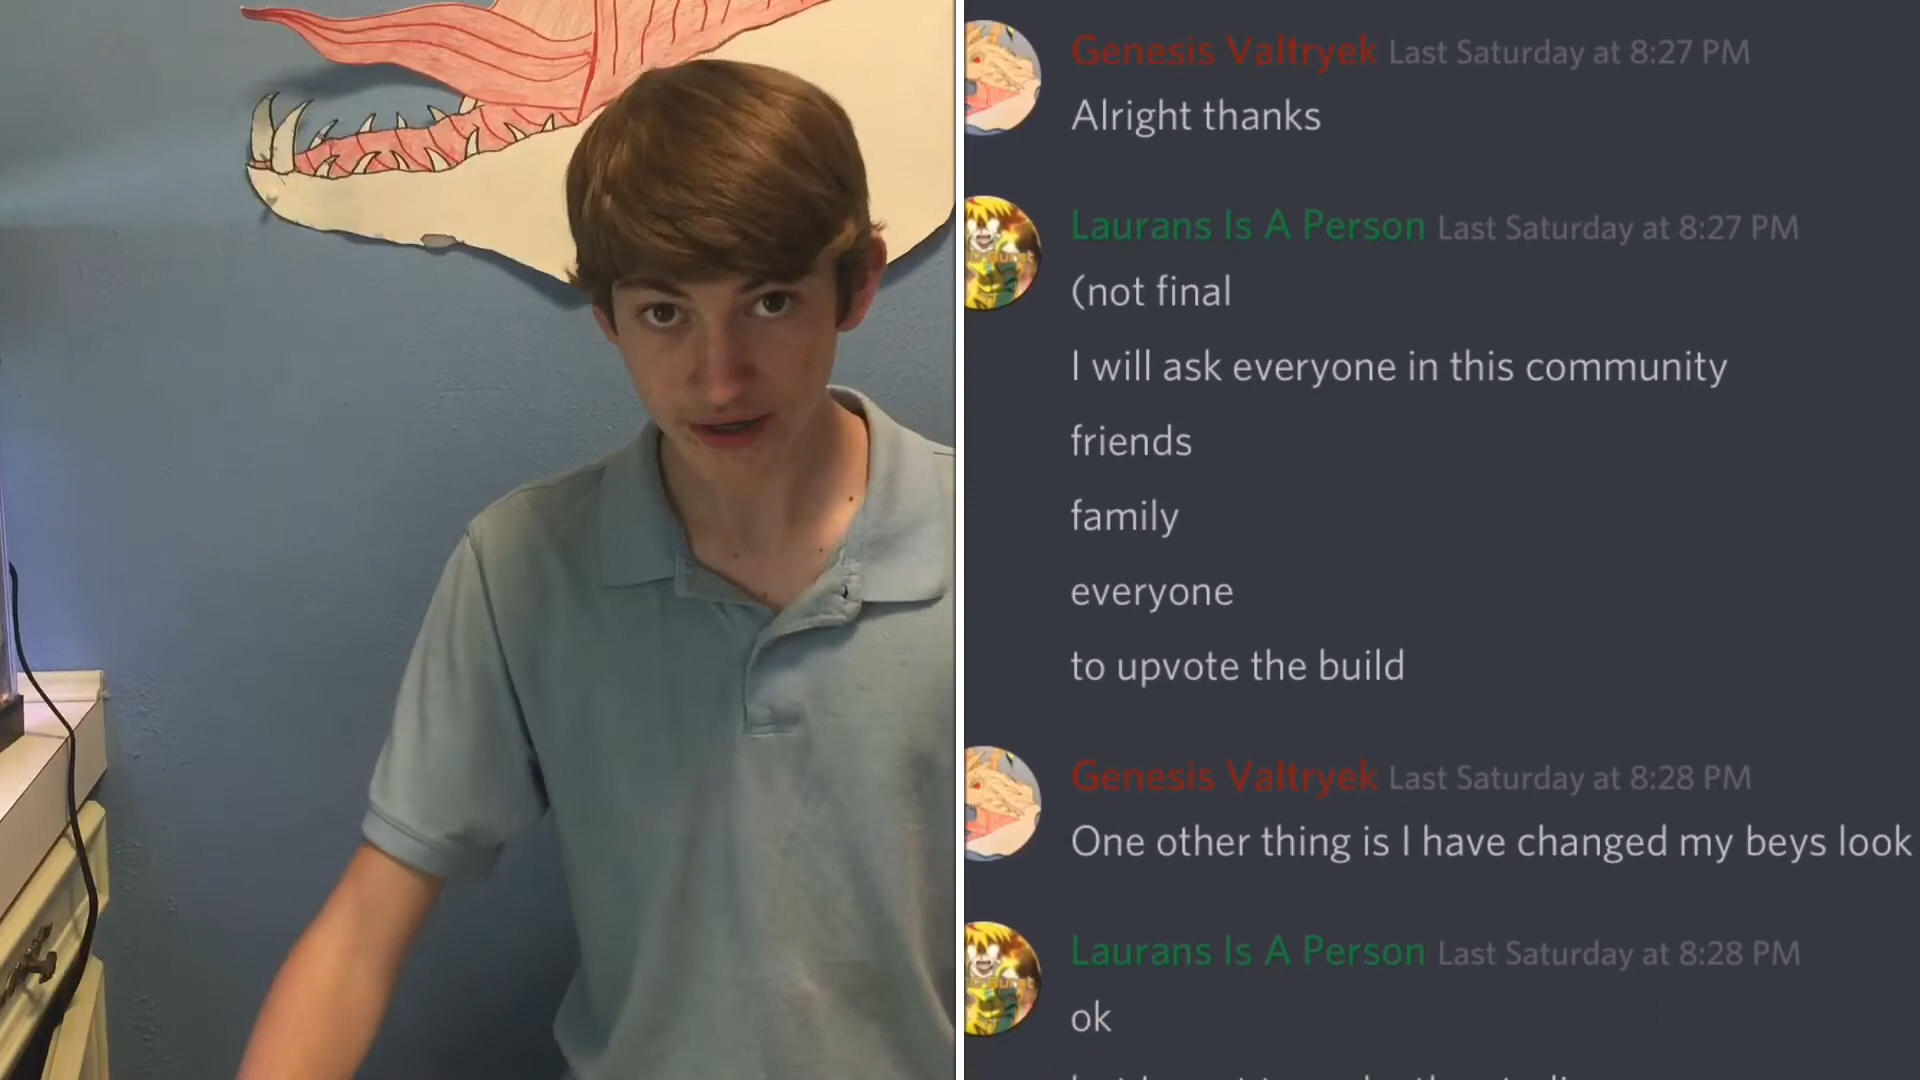 Genesis Valtryek Last Saturday at 8:27 PM
Alright thanks
Laurans Is A Person Last Saturday at 8:27 PM
(not final
I will ask everyone in this community
friends
family
everyone
to upvote the build
Genesis Valtryek Last Saturday at 8:28 PM
One other thing is I have changed my beys look
Laurans Is A Person Last Saturday at 8:28 PM
ok